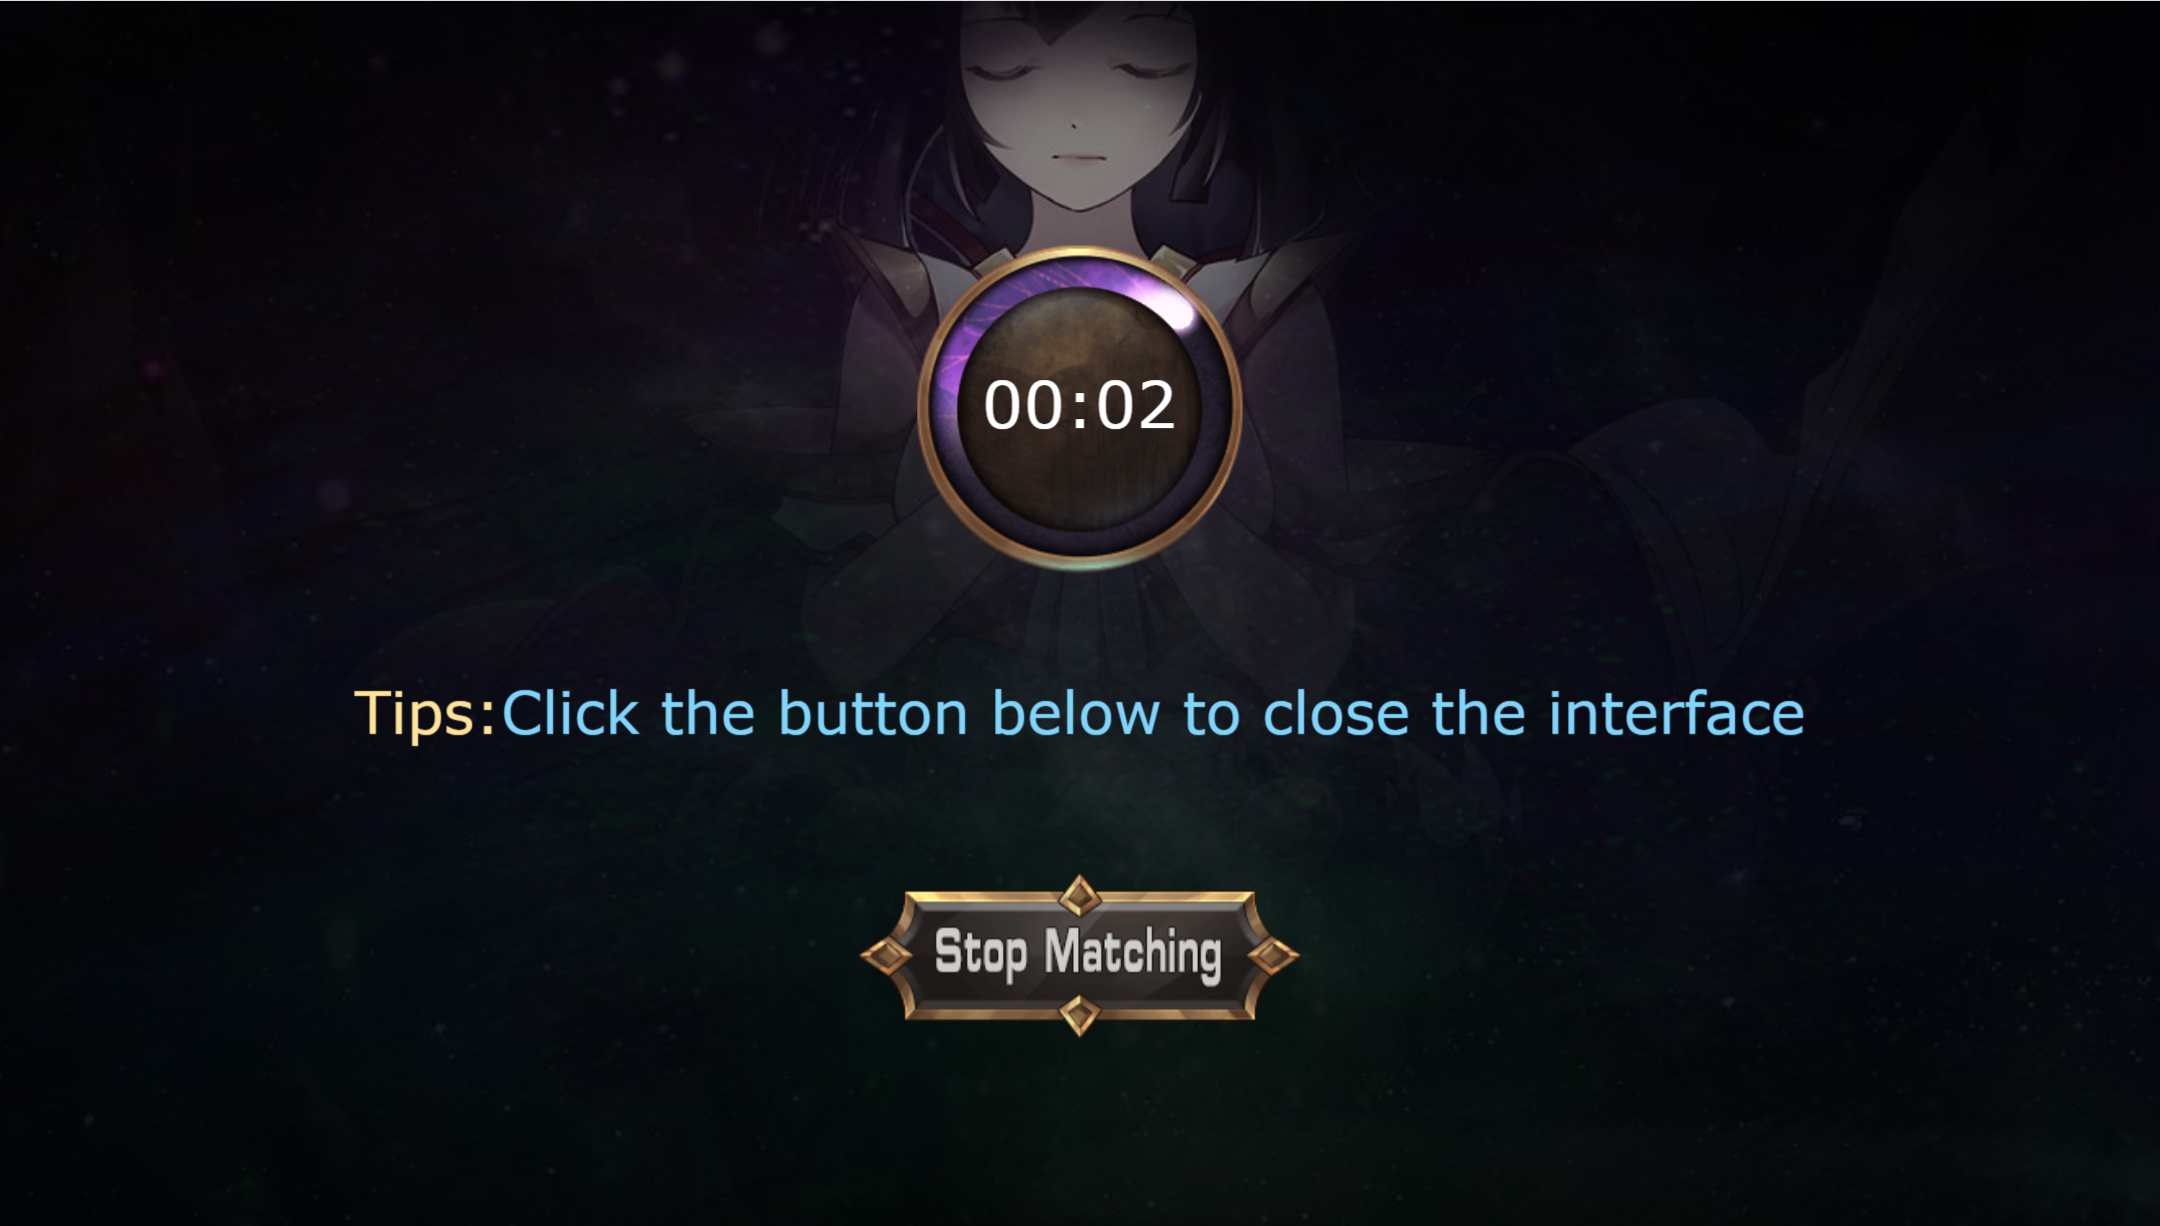 00:02
Tips:Click the button below to close the interface
Stop Matching